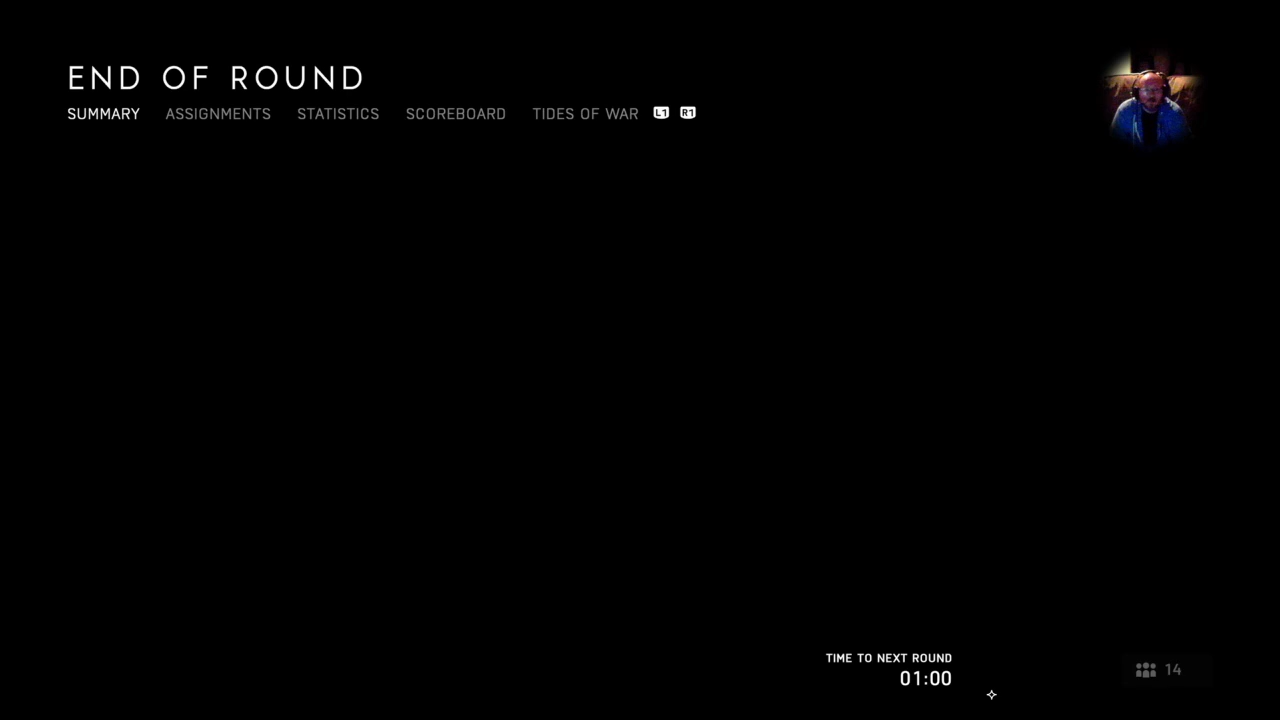 END OF ROUND
SUMMARY ASSIGNMENTS STATISTICS SCOREBOARD TIDES OF WAR L1 R1
TIME TO NEXT ROUND
01:00
14